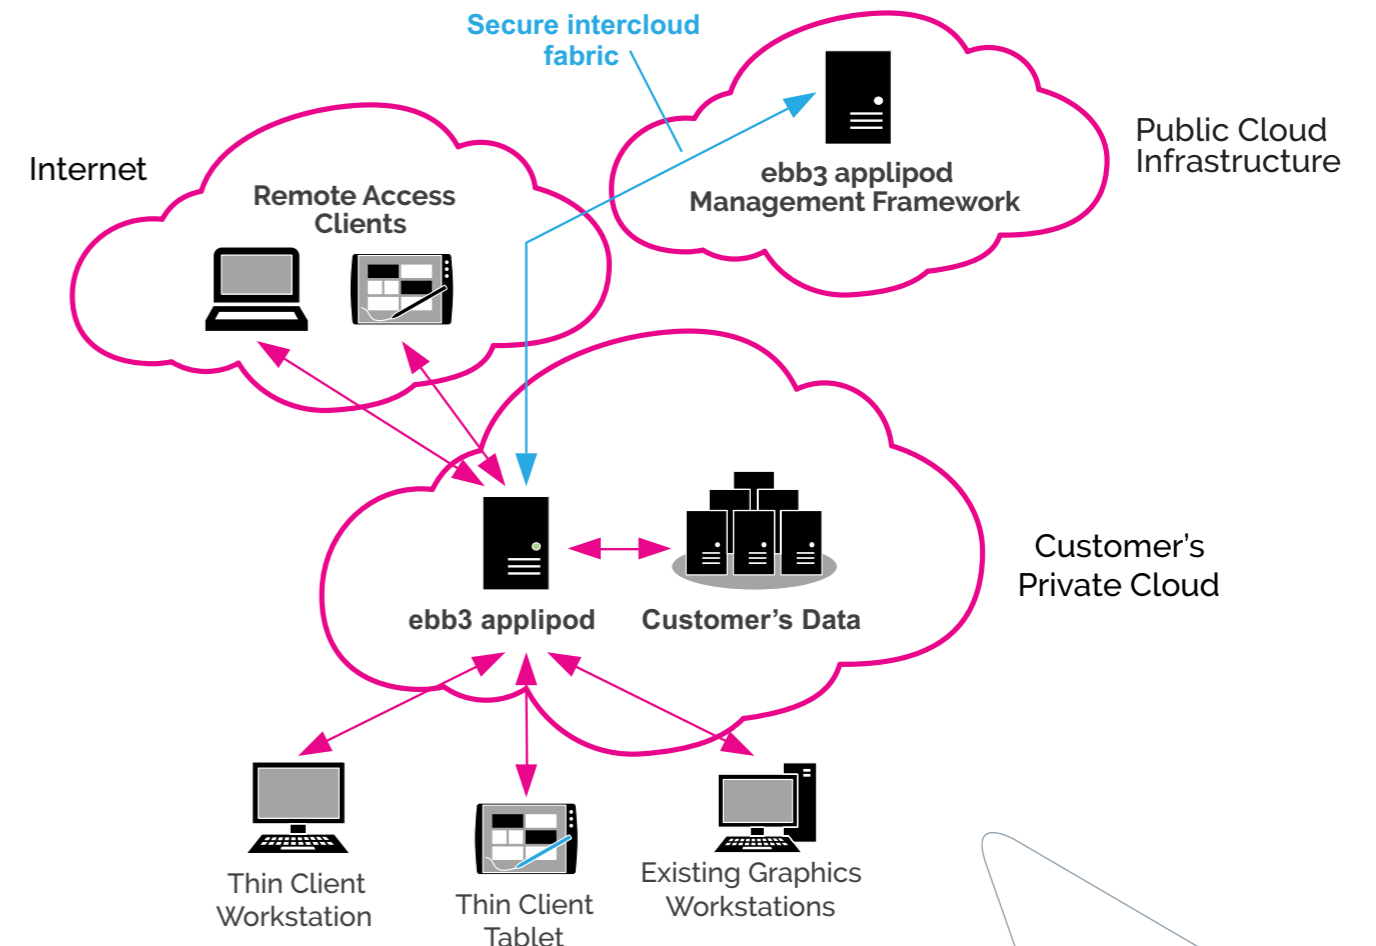 Secure intercloud
fabric
Public Cloud
Infrastructure
ebb3 applipod
Management Framework
Internet
Remote Access
Clients
Customer’s
Private Cloud
ebb3 applipod
Customer’s Data
Thin Client
Workstation
Thin Client
Tablet
Existing Graphics
Workstations